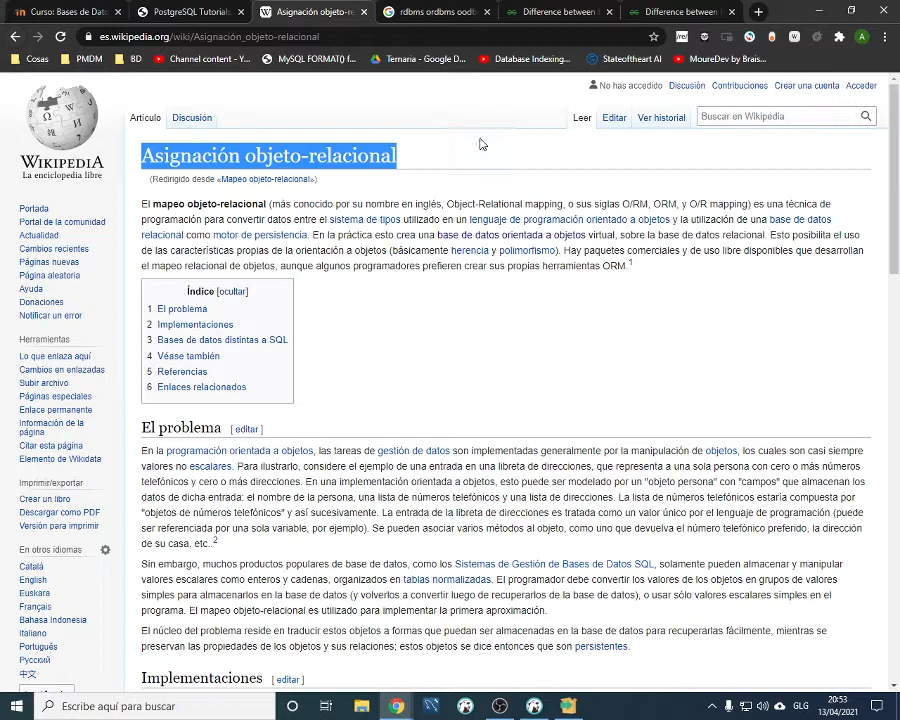 Curso: Bases de Dato
PostgreSQL Tutorials
Asignación objeto-re
rdbms ordbms oodb
Difference between
Difference between
es.wikipedia.org/wiki/Asignación_objeto-relacional
Cosas
PMDM
BD
Channel content - Y...
MySQL FORMAT() f...
Temaria - Google D...
Database Indexing,...
StateoftheArt AI
MoureDev by Brais...
No has accedido Discusión Contribuciones Crear una cuenta Acceder
Artículo Discusión Leer Editar Ver historial Buscar en Wikipedia
WIKIPEDIA
La enciclopedia libre
Portada
Portal de la comunidad
Actualidad
Cambios recientes
Páginas nuevas
Página aleatoria
Ayuda
Donaciones
Notificar un error
Herramientas
Lo que enlaza aquí
Cambios en enlazadas
Subir archivo
Páginas especiales
Enlace permanente
Información de la
página
Citar esta página
Elemento de Wikidata
Imprimir/exportar
Crear un libro
Descargar como PDF
Versión para imprimir
En otros idiomas
Català
English
Euskara
Français
Bahasa Indonesia
Italiano
Português
Русский
中文
Asignación objeto-relacional
(Redirigido desde «Mapeo objeto-relacional»)
El mapeo objeto-relacional (más conocido por su nombre en inglés, Object-Relational mapping, o sus siglas O/RM, ORM, y O/R mapping) es una técnica de
programación para convertir datos entre el sistema de tipos utilizado en un lenguaje de programación orientado a objetos y la utilización de una base de datos
relacional como motor de persistencia. En la práctica esto crea una base de datos orientada a objetos virtual, sobre la base de datos relacional. Esto posibilita el uso
de las características propias de la orientación a objetos (básicamente herencia y polimorfismo). Hay paquetes comerciales y de uso libre disponibles que desarrollan
el mapeo relacional de objetos, aunque algunos programadores prefieren crear sus propias herramientas ORM.1
Índice [ocultar]
1 El problema
2 Implementaciones
3 Bases de datos distintas a SQL
4 Véase también
5 Referencias
6 Enlaces relacionados
El problema [ editar ]
En la programación orientada a objetos, las tareas de gestión de datos son implementadas generalmente por la manipulación de objetos, los cuales son casi siempre
valores no escalares. Para ilustrarlo, considere el ejemplo de una entrada en una libreta de direcciones, que representa a una sola persona con cero o más números
telefónicos y cero o más direcciones. En una implementación orientada a objetos, esto puede ser modelado por un "objeto persona" con "campos" que almacenan los
datos de dicha entrada: el nombre de la persona, una lista de números telefónicos y una lista de direcciones. La lista de números telefónicos estaría compuesta por
"objetos de números telefónicos" y así sucesivamente. La entrada de la libreta de direcciones es tratada como un valor único por el lenguaje de programación (puede
ser referenciada por una sola variable, por ejemplo). Se pueden asociar varios métodos al objeto, como uno que devuelva el número telefónico preferido, la dirección
de su casa, etc..2
Sin embargo, muchos productos populares de base de datos, como los Sistemas de Gestión de Bases de Datos SQL, solamente pueden almacenar y manipular
valores escalares como enteros y cadenas, organizados en tablas normalizadas. El programador debe convertir los valores de los objetos en grupos de valores
simples para almacenarlos en la base de datos (y volverlos a convertir luego de recuperarlos de la base de datos), o usar sólo valores escalares simples en el
programa. El mapeo objeto-relacional es utilizado para implementar la primera aproximación.
El núcleo del problema reside en traducir estos objetos a formas que puedan ser almacenadas en la base de datos para recuperarlas fácilmente, mientras se
preservan las propiedades de los objetos y sus relaciones; estos objetos se dice entonces que son persistentes.
Implementaciones [ editar ]
Escribe aquí para buscar
GLG
20:53
13/04/2021